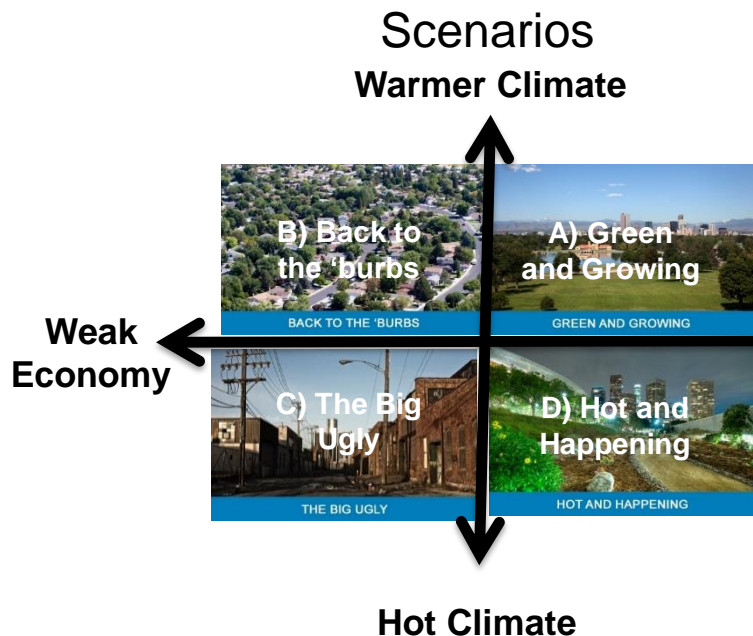 Scenarios
Warmer Climate
B) Back to
the ‘burbs
A) Green
and Growing
BACK TO THE ‘BURBS
GREEN AND GROWING
Weak
Economy
C) The Big
Ugly
D) Hot and
Happening
THE BIG UGLY
HOT AND HAPPENING
Hot Climate